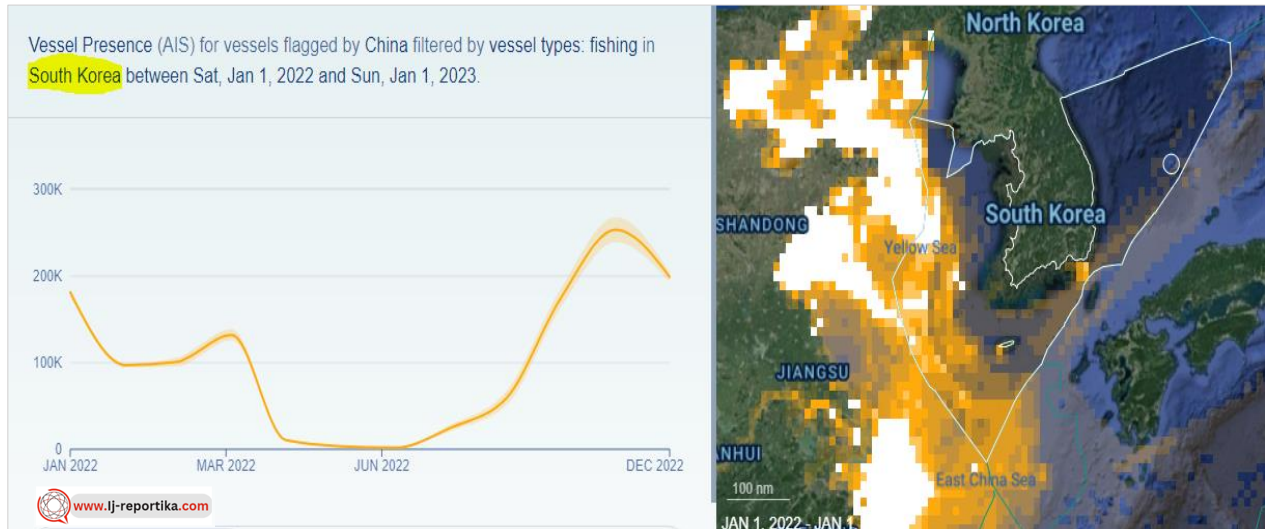 Vessel Presence (AIS) for vessels flagged by China filtered by vessel types: fishing in
South Korea between Sat, Jan 1, 2022 and Sun, Jan 1, 2023.
300K
200K
100K
0
JAN 2022
MAR 2022
JUN 2022
DEC 2022
www.lj-reportika.com
North Korea
SHANDONG
South Korea
Yellow Sea
JIANGSU
ANHUI
East China Sea
100 nm
JAN 1, 2022 - JAN 1